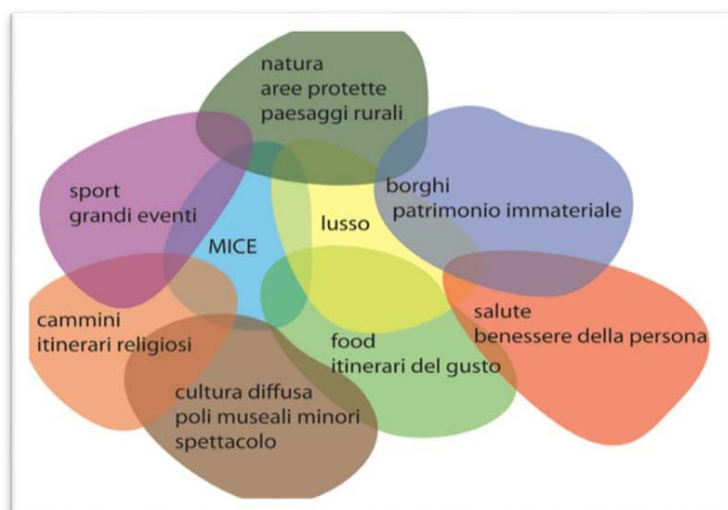 natura
aree protette
paesaggi rurali
sport
grandi eventi
borghi
patrimonio immateriale
lusso
MICE
cammini
itinerari religiosi
food
itinerari del gusto
salute
benessere della persona
cultura diffusa
poli museali minori
spettacolo